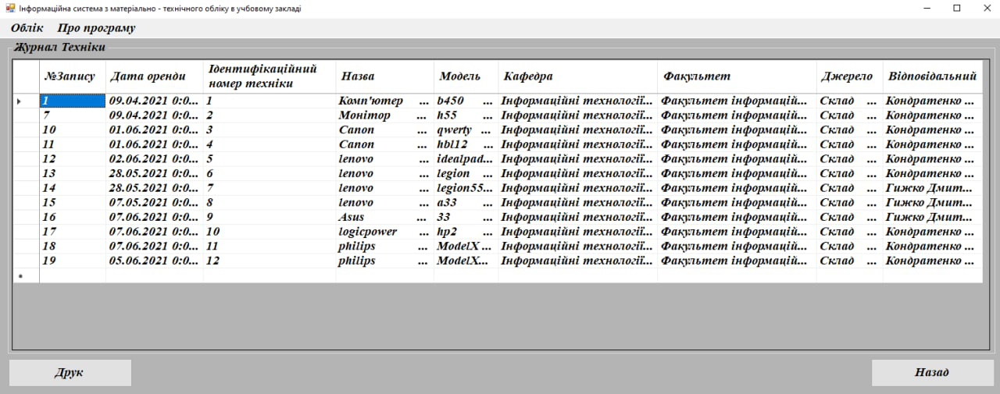 Інформаційна система з матеріально - технічного обліку в учбовому закладі
Облік Про програму
Журнал Техніки
№Запису Дата оренди Ідентифікаційний номер техніки Назва Модель Кафедра Факультет Джерело Відповідальний
1 09.04.2021 0:0... 1 Комп'ютер ... b450 ... Інформаційні технології... Факультет інформацій... Склад ... Кондратенко ...
7 09.04.2021 0:0... 2 Монітор ... h55 ... Інформаційні технології... Факультет інформацій... Склад ... Кондратенко ...
10 01.06.2021 0:0... 3 Canon ... qwerty ... Інформаційні технології... Факультет інформацій... Склад ... Кондратенко ...
11 01.06.2021 0:0... 4 Canon ... hbl12 ... Інформаційні технології... Факультет інформацій... Склад ... Кондратенко ...
12 02.06.2021 0:0... 5 lenovo ... idealpad... Інформаційні технології... Факультет інформацій... Склад ... Кондратенко ...
13 28.05.2021 0:0... 6 lenovo ... legion ... Інформаційні технології... Факультет інформацій... Склад ... Кондратенко ...
14 28.05.2021 0:0... 7 lenovo ... legion55... Інформаційні технології... Факультет інформацій... Склад ... Гижко Дмит...
15 07.05.2021 0:0... 8 lenovo ... a33 ... Інформаційні технології... Факультет інформацій... Склад ... Гижко Дмит...
16 07.06.2021 0:0... 9 Asus ... 33 ... Інформаційні технології... Факультет інформацій... Склад ... Гижко Дмит...
17 07.06.2021 0:0... 10 logicpower ... hp2 ... Інформаційні технології... Факультет інформацій... Склад ... Кондратенко ...
18 07.06.2021 0:0... 11 philips ... ModelX ... Інформаційні технології... Факультет інформацій... Склад ... Кондратенко ...
19 05.06.2021 0:0... 12 philips ... ModelX... Інформаційні технології... Факультет інформацій... Склад ... Кондратенко ...
Друк Назад